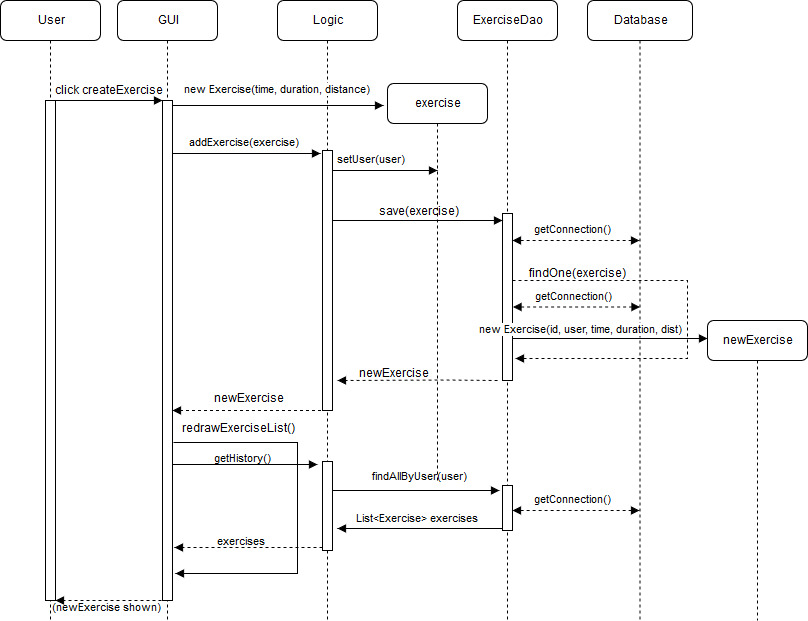 User
GUI
Logic
ExerciseDao
Database
click createExercise
new Exercise(time, duration, distance)
exercise
addExercise(exercise)
setUser(user)
save(exercise)
getConnection()
findOne(exercise)
getConnection()
new Exercise(id, user, time, duration, dist)
newExercise
newExercise
newExercise
redrawExerciseList()
getHistory()
findAllByUser(user)
getConnection()
List<Exercise> exercises
exercises
(newExercise shown)